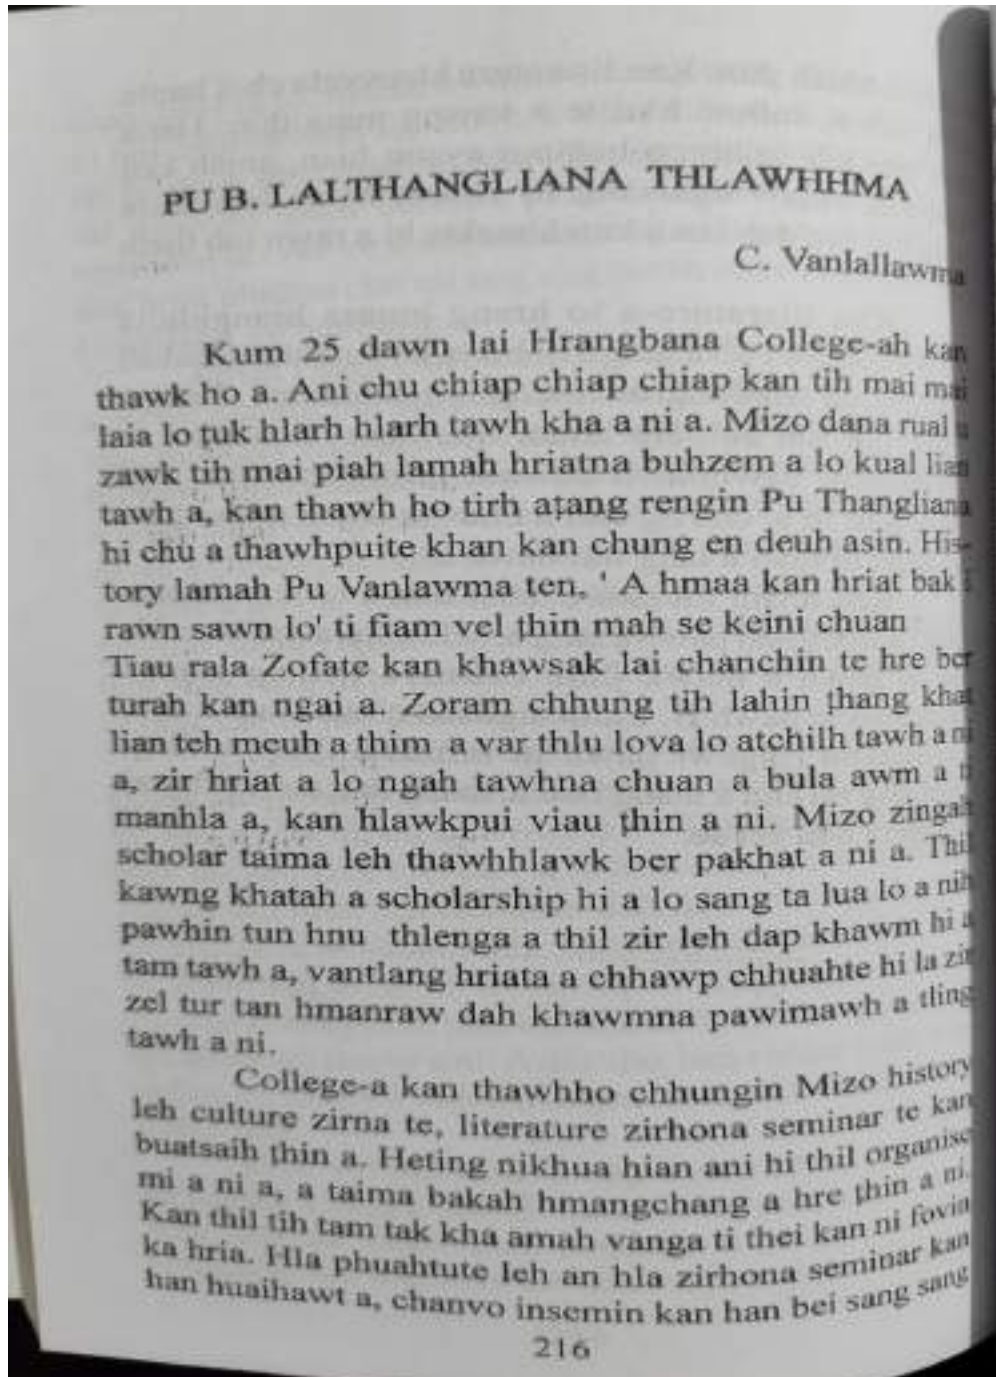 PU B. LALTHANGLIANA THLAWHHMA
C. Vanlallawma
Kum 25 dawn lai Hrangbana College-ah kan
thawk ho a. Ani chu chiap chiap chiap kan tih mai mai
laia lo ṭuk hlarh hlarh tawh kha a ni a. Mizo dana rual u
zawk tih mai piah lamah hriatna buhzem a lo kual lian
tawh a, kan thawh ho tirh aṭang rengin Pu Thangliana
hi chu a thawhpuite khan kan chung en deuh asin. His-
tory lamah Pu Vanlawma ten, ' A hmaa kan hriat bak i
rawn sawn lo' ti fiam vel ṭhin mah se keini chuan
Tiau rala Zofate kan khawsak lai chanchin te hre ber
turah kan ngai a. Zoram chhung tih lahin ṭhang khat
lian teh meuh a thim a var thlu lova lo atchilh tawh a ni
a, zir hriat a lo ngah tawhna chuan a bula awm a ti
manhla a, kan hlawkpui viau ṭhin a ni. Mizo zingah
scholar taima leh thawhhlawk ber pakhat a ni a. Thil
kawng khatah a scholarship hi a lo sang ta lua lo a nih
pawhin tun hnu thlenga a thil zir leh dap khawm hi a
tam tawh a, vantlang hriata a chhawp chhuahte hi la zir
zel tur tan hmanraw dah khawmna pawimawh a tling
tawh a ni.
College-a kan thawhho chhungin Mizo history
leh culture zirna te, literature zirhona seminar te kan
buatsaih ṭhin a. Heting nikhua hian ani hi thil organise
mi a ni a, a taima bakah hmangchang a hre ṭhin a ni.
Kan thil tih tam tak kha amah vanga ti thei kan ni fovin
ka hria. Hla phuahtute leh an hla zirhona seminar kan
han huaihawt a, chanvo insemin kan han bei sang sang
216